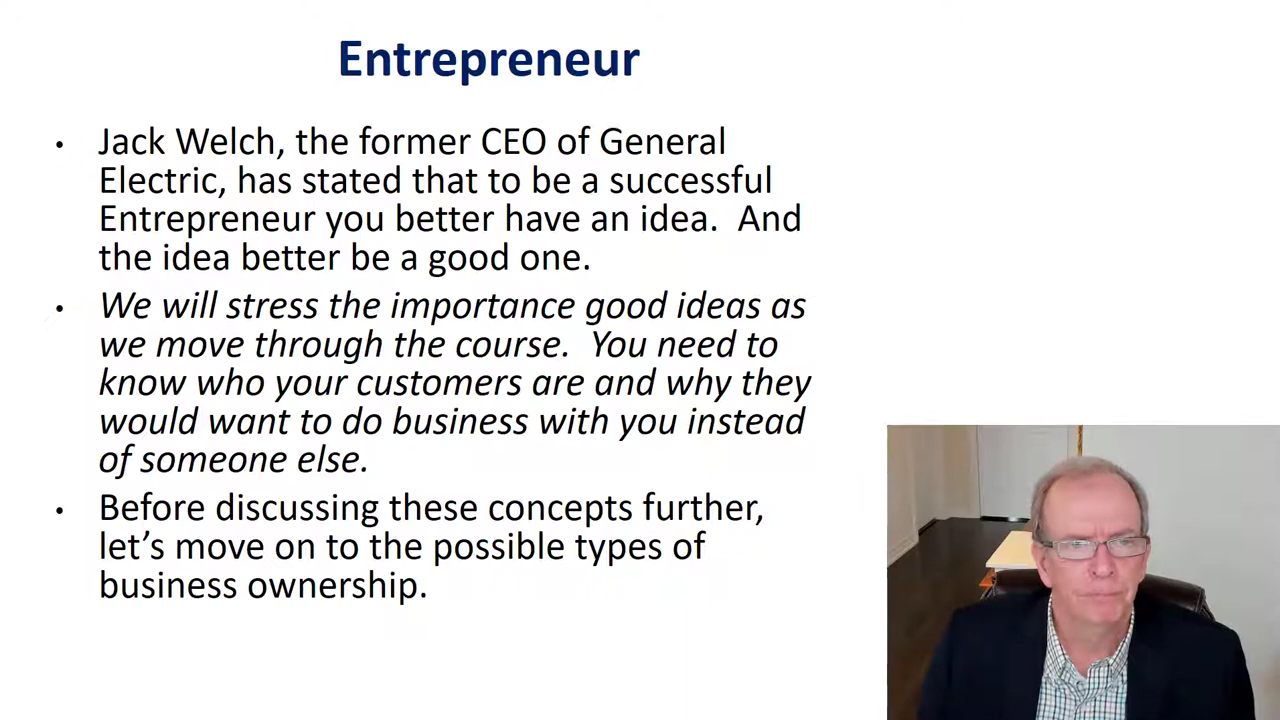 Entrepreneur
• Jack Welch, the former CEO of General
Electric, has stated that to be a successful
Entrepreneur you better have an idea.  And
the idea better be a good one.
• We will stress the importance good ideas as
we move through the course.  You need to
know who your customers are and why they
would want to do business with you instead
of someone else.
• Before discussing these concepts further,
let’s move on to the possible types of
business ownership.